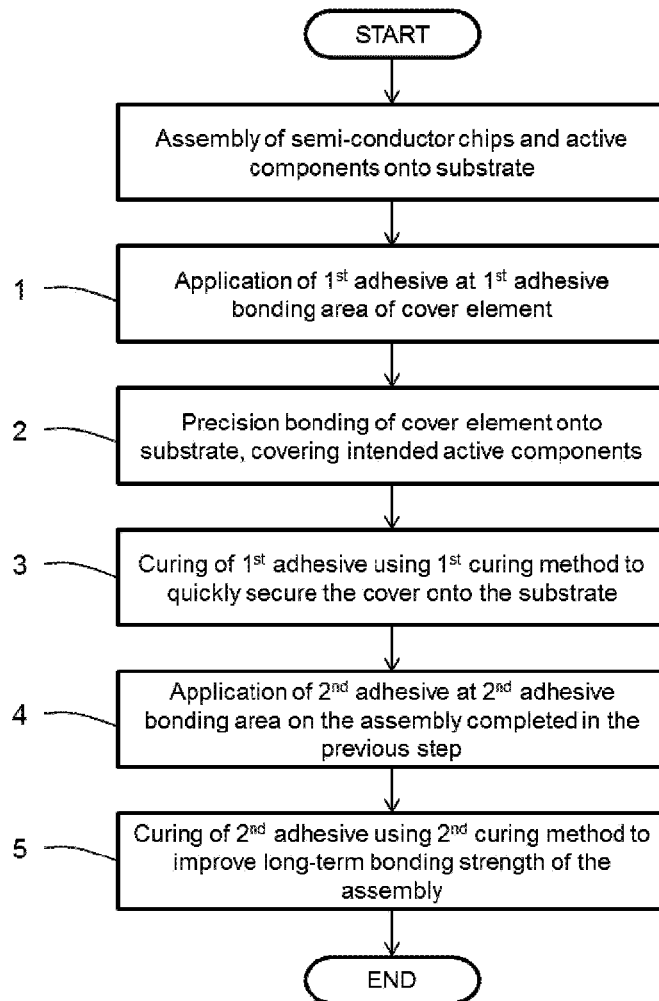 START
Assembly of semi-conductor chips and active
components onto substrate
1
Application of 1st adhesive at 1st adhesive
bonding area of cover element
2
Precision bonding of cover element onto
substrate, covering intended active components
3
Curing of 1st adhesive using 1st curing method to
quickly secure the cover onto the substrate
4
Application of 2nd adhesive at 2nd adhesive
bonding area on the assembly completed in the
previous step
5
Curing of 2nd adhesive using 2nd curing method to
improve long-term bonding strength of the
assembly
END